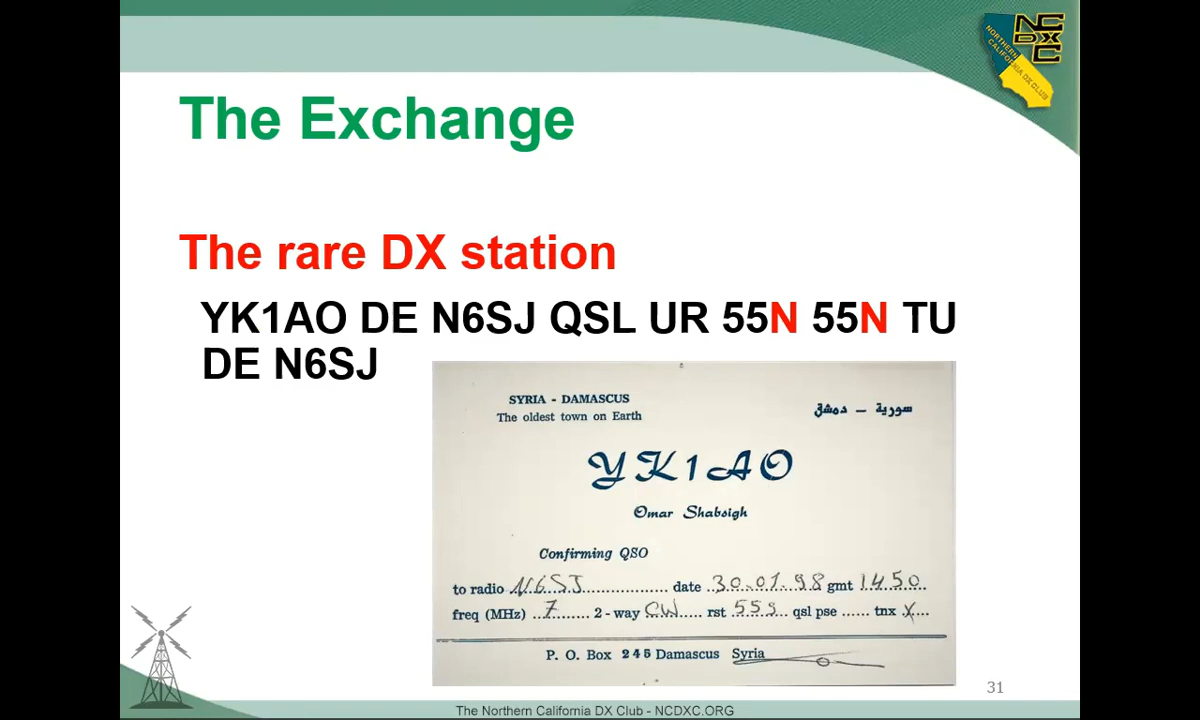 NCDXC
NORTHERN
CALIFORNIA DX CLUB
The Exchange
The rare DX station
YK1AO DE N6SJ QSL UR 55N 55N TU
DE N6SJ
SYRIA - DAMASCUS
The oldest town on Earth
سورية – دمشق
YK1AO
Omar Shabsigh
Confirming QSO
to radio N6SJ date 30.01.98 gmt 1450
freq (MHz) 7 2 - way CW rst 559 qsl pse ...... tnx X
P. O. Box 245 Damascus Syria
31
The Northern California DX Club - NCDXC.ORG